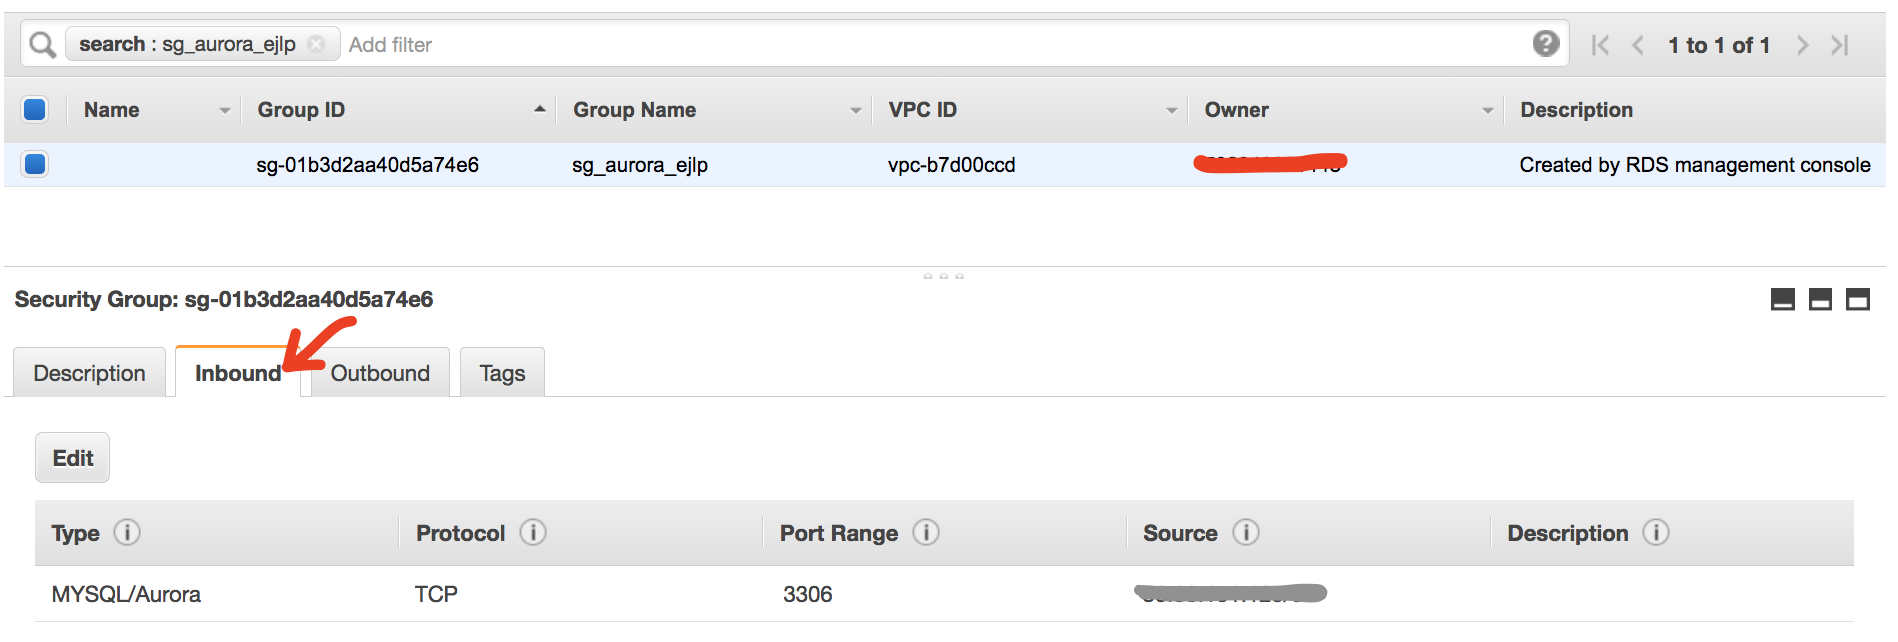 search : sg_aurora_ejlp Add filter 1 to 1 of 1
Name Group ID Group Name VPC ID Owner Description
sg-01b3d2aa40d5a74e6 sg_aurora_ejlp vpc-b7d00ccd Created by RDS management console
Security Group: sg-01b3d2aa40d5a74e6
Description Inbound Outbound Tags
Edit
Type Protocol Port Range Source Description
MYSQL/Aurora TCP 3306